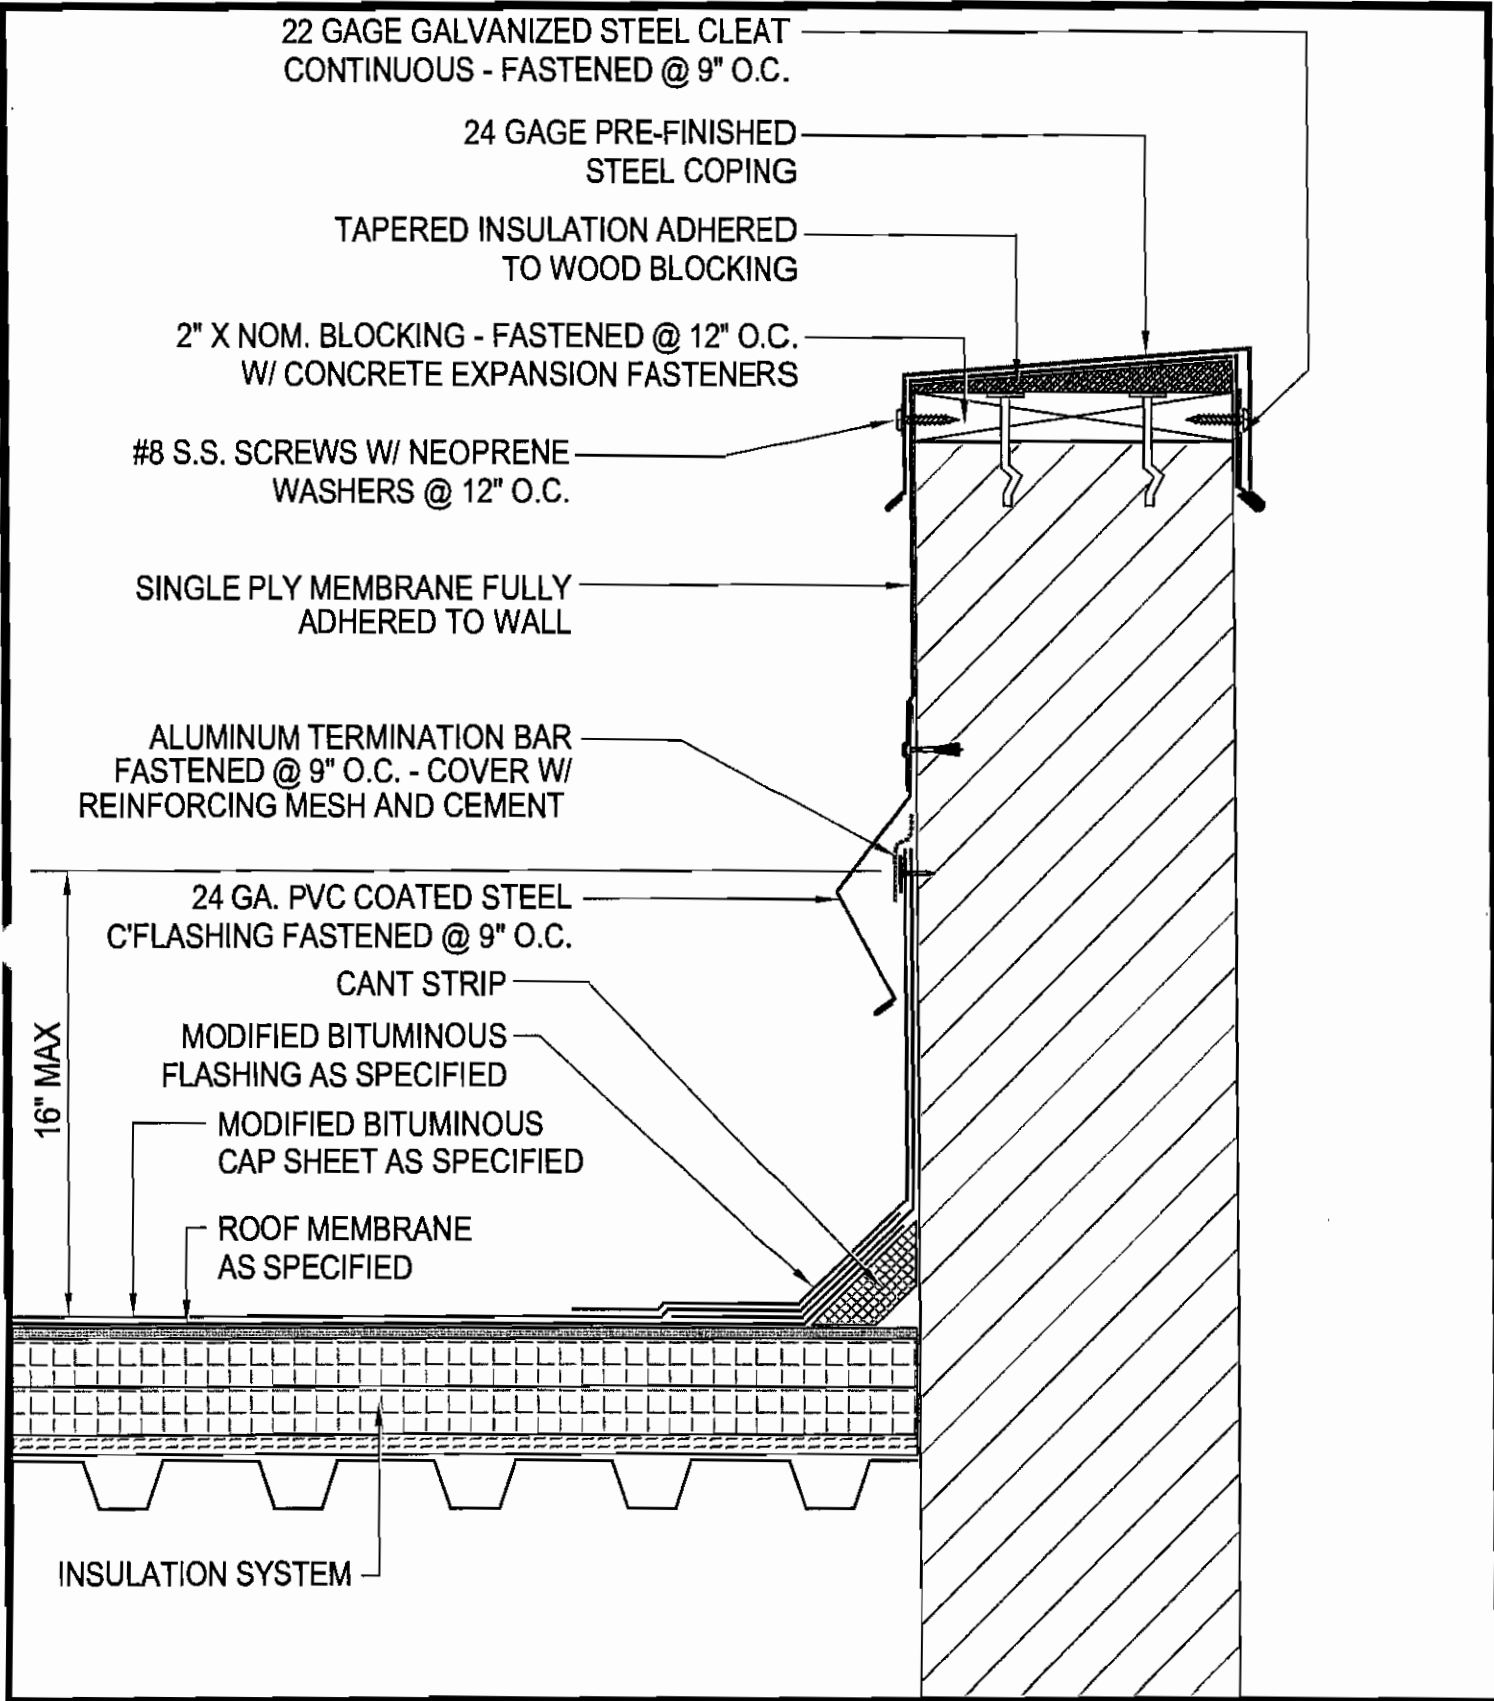 22 GAGE GALVANIZED STEEL CLEAT
CONTINUOUS - FASTENED @ 9" O.C.
24 GAGE PRE-FINISHED
STEEL COPING
TAPERED INSULATION ADHERED
TO WOOD BLOCKING
2" X NOM. BLOCKING - FASTENED @ 12" O.C.
W/ CONCRETE EXPANSION FASTENERS
#8 S.S. SCREWS W/ NEOPRENE
WASHERS @ 12" O.C.
SINGLE PLY MEMBRANE FULLY
ADHERED TO WALL
ALUMINUM TERMINATION BAR
FASTENED @ 9" O.C. - COVER W/
REINFORCING MESH AND CEMENT
24 GA. PVC COATED STEEL
C'FLASHING FASTENED @ 9" O.C.
CANT STRIP
MODIFIED BITUMINOUS
FLASHING AS SPECIFIED
16" MAX
MODIFIED BITUMINOUS
CAP SHEET AS SPECIFIED
ROOF MEMBRANE
AS SPECIFIED
INSULATION SYSTEM